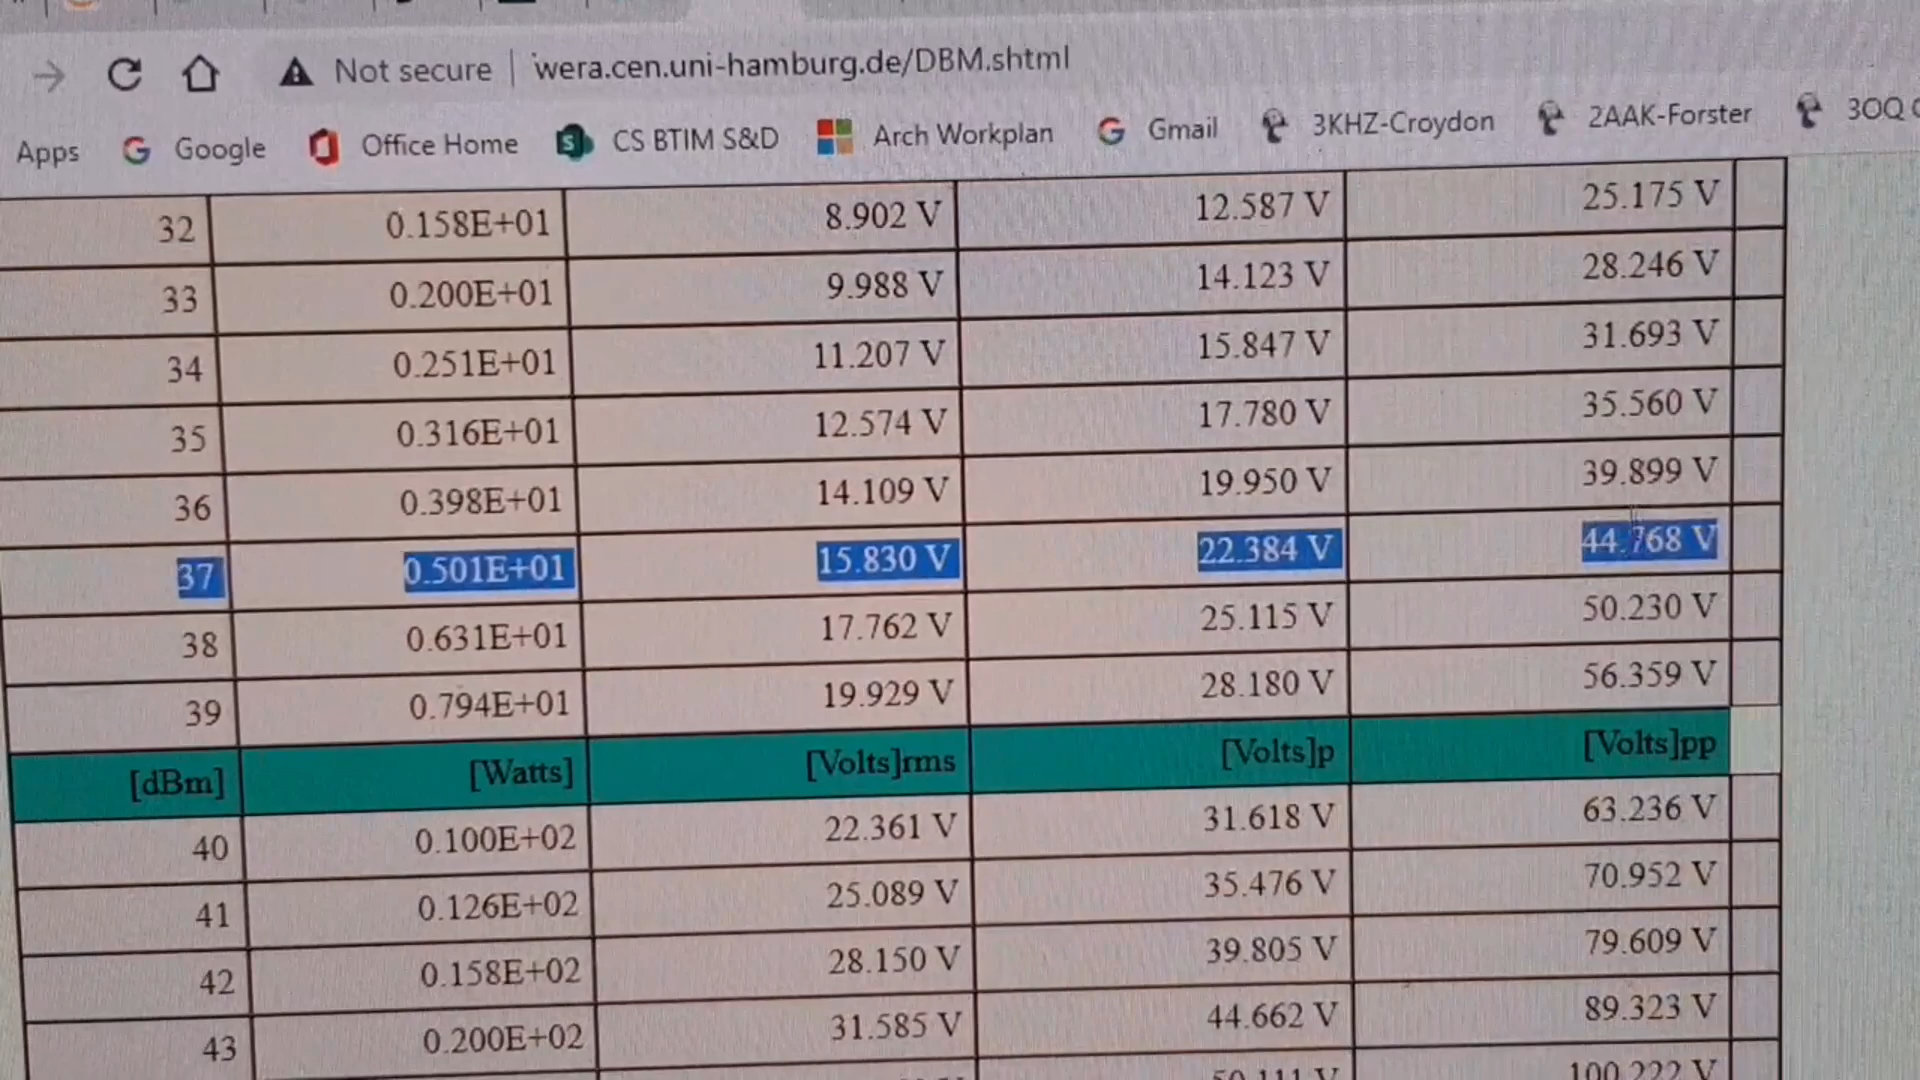 Not secure | wera.cen.uni-hamburg.de/DBM.shtml
Apps Google Office Home CS BTIM S&D Arch Workplan Gmail 3KHZ-Croydon 2AAK-Forster 3OQ
32 0.158E+01 8.902 V 12.587 V 25.175 V
33 0.200E+01 9.988 V 14.123 V 28.246 V
34 0.251E+01 11.207 V 15.847 V 31.693 V
35 0.316E+01 12.574 V 17.780 V 35.560 V
36 0.398E+01 14.109 V 19.950 V 39.899 V
37 0.501E+01 15.830 V 22.384 V 44.768 V
38 0.631E+01 17.762 V 25.115 V 50.230 V
39 0.794E+01 19.929 V 28.180 V 56.359 V
[dBm] [Watts] [Volts]rms [Volts]p [Volts]pp
40 0.100E+02 22.361 V 31.618 V 63.236 V
41 0.126E+02 25.089 V 35.476 V 70.952 V
42 0.158E+02 28.150 V 39.805 V 79.609 V
43 0.200E+02 31.585 V 44.662 V 89.323 V
50.111 V 100.222 V